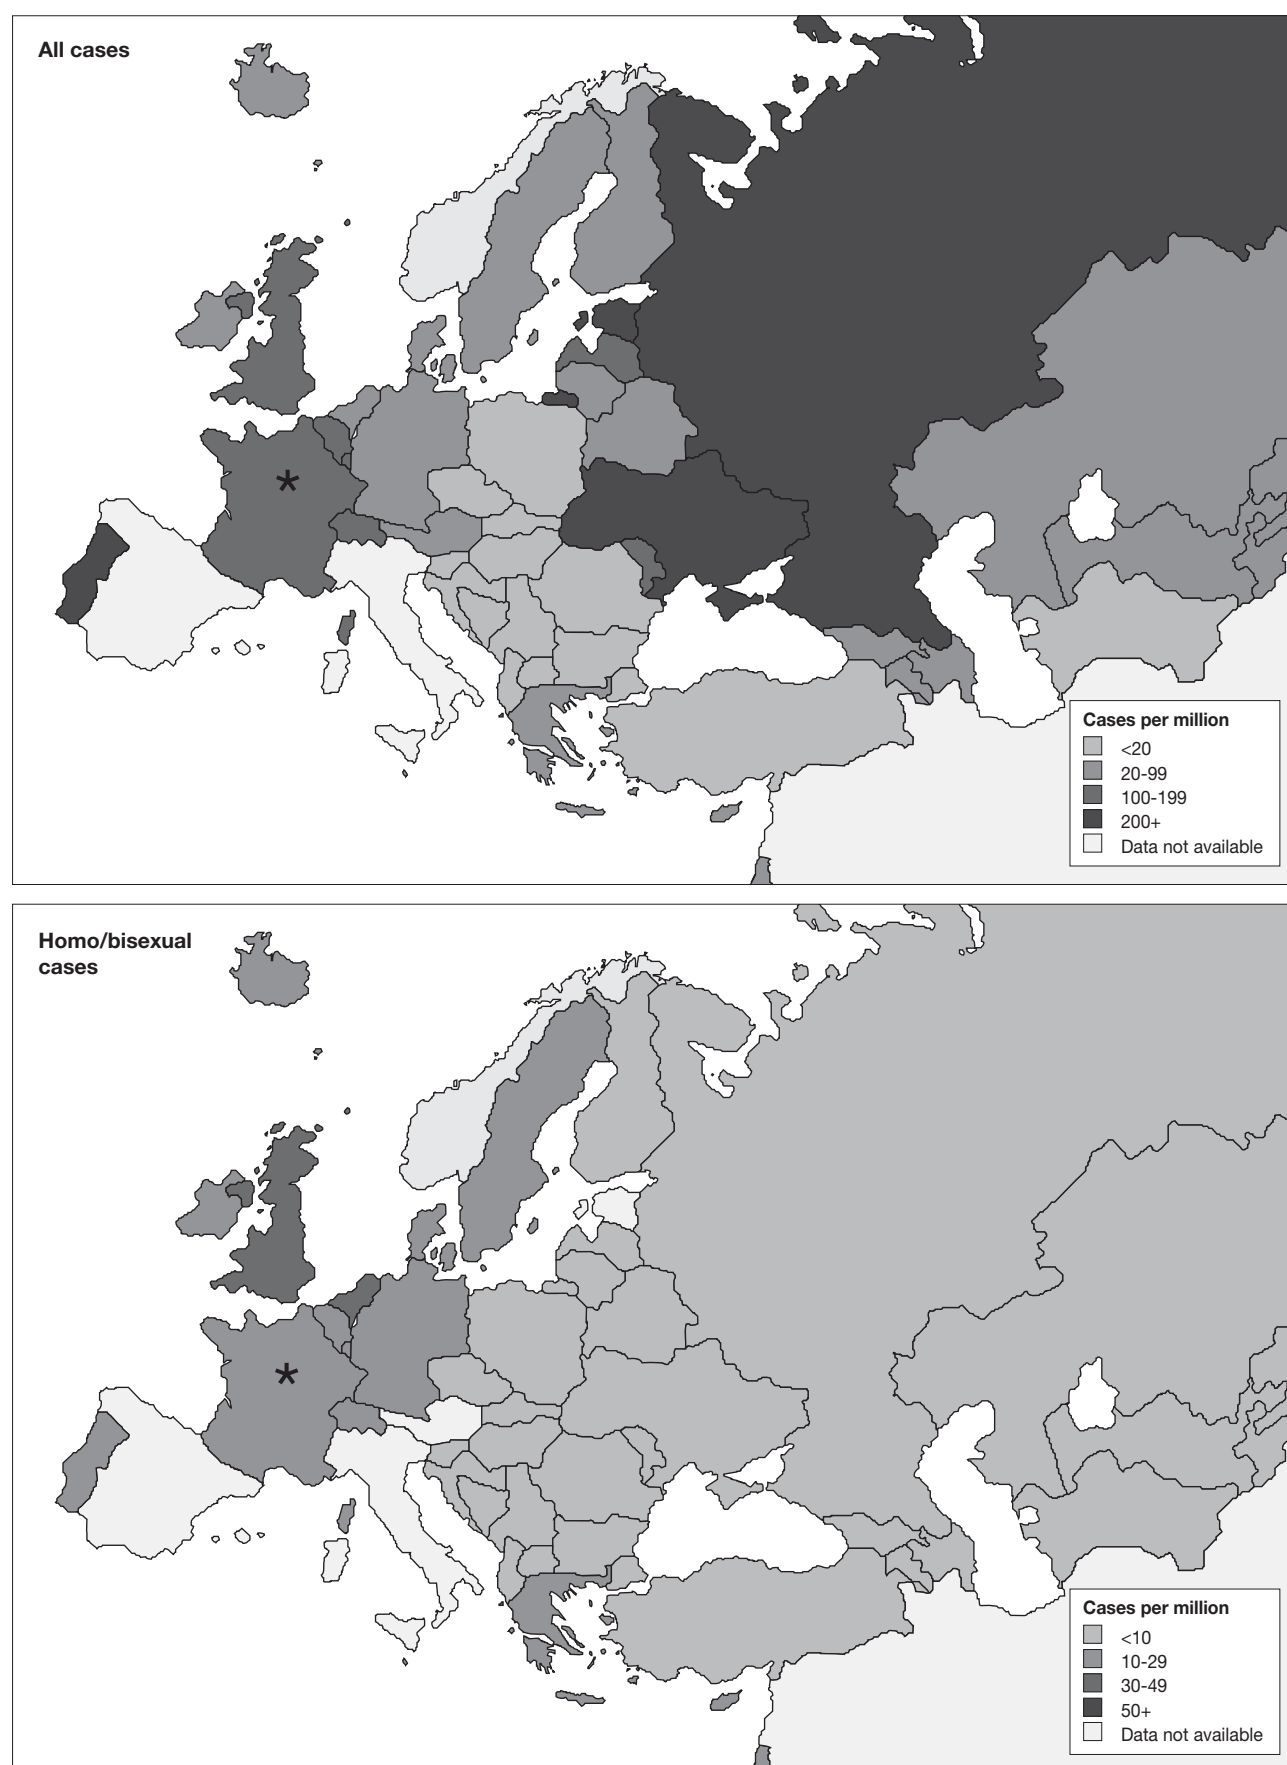 All cases
*
Cases per million
<20
20-99
100-199
200+
Data not available
Homo/bisexual
cases
*
Cases per million
<10
10-29
30-49
50+
Data not available